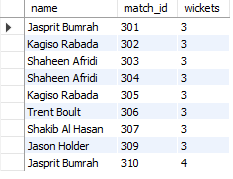 name match_id wickets
Jasprit Bumrah 301 3
Kagiso Rabada 302 3
Shaheen Afridi 303 3
Shaheen Afridi 304 3
Kagiso Rabada 305 3
Trent Boult 306 3
Shakib Al Hasan 307 3
Jason Holder 309 3
Jasprit Bumrah 310 4